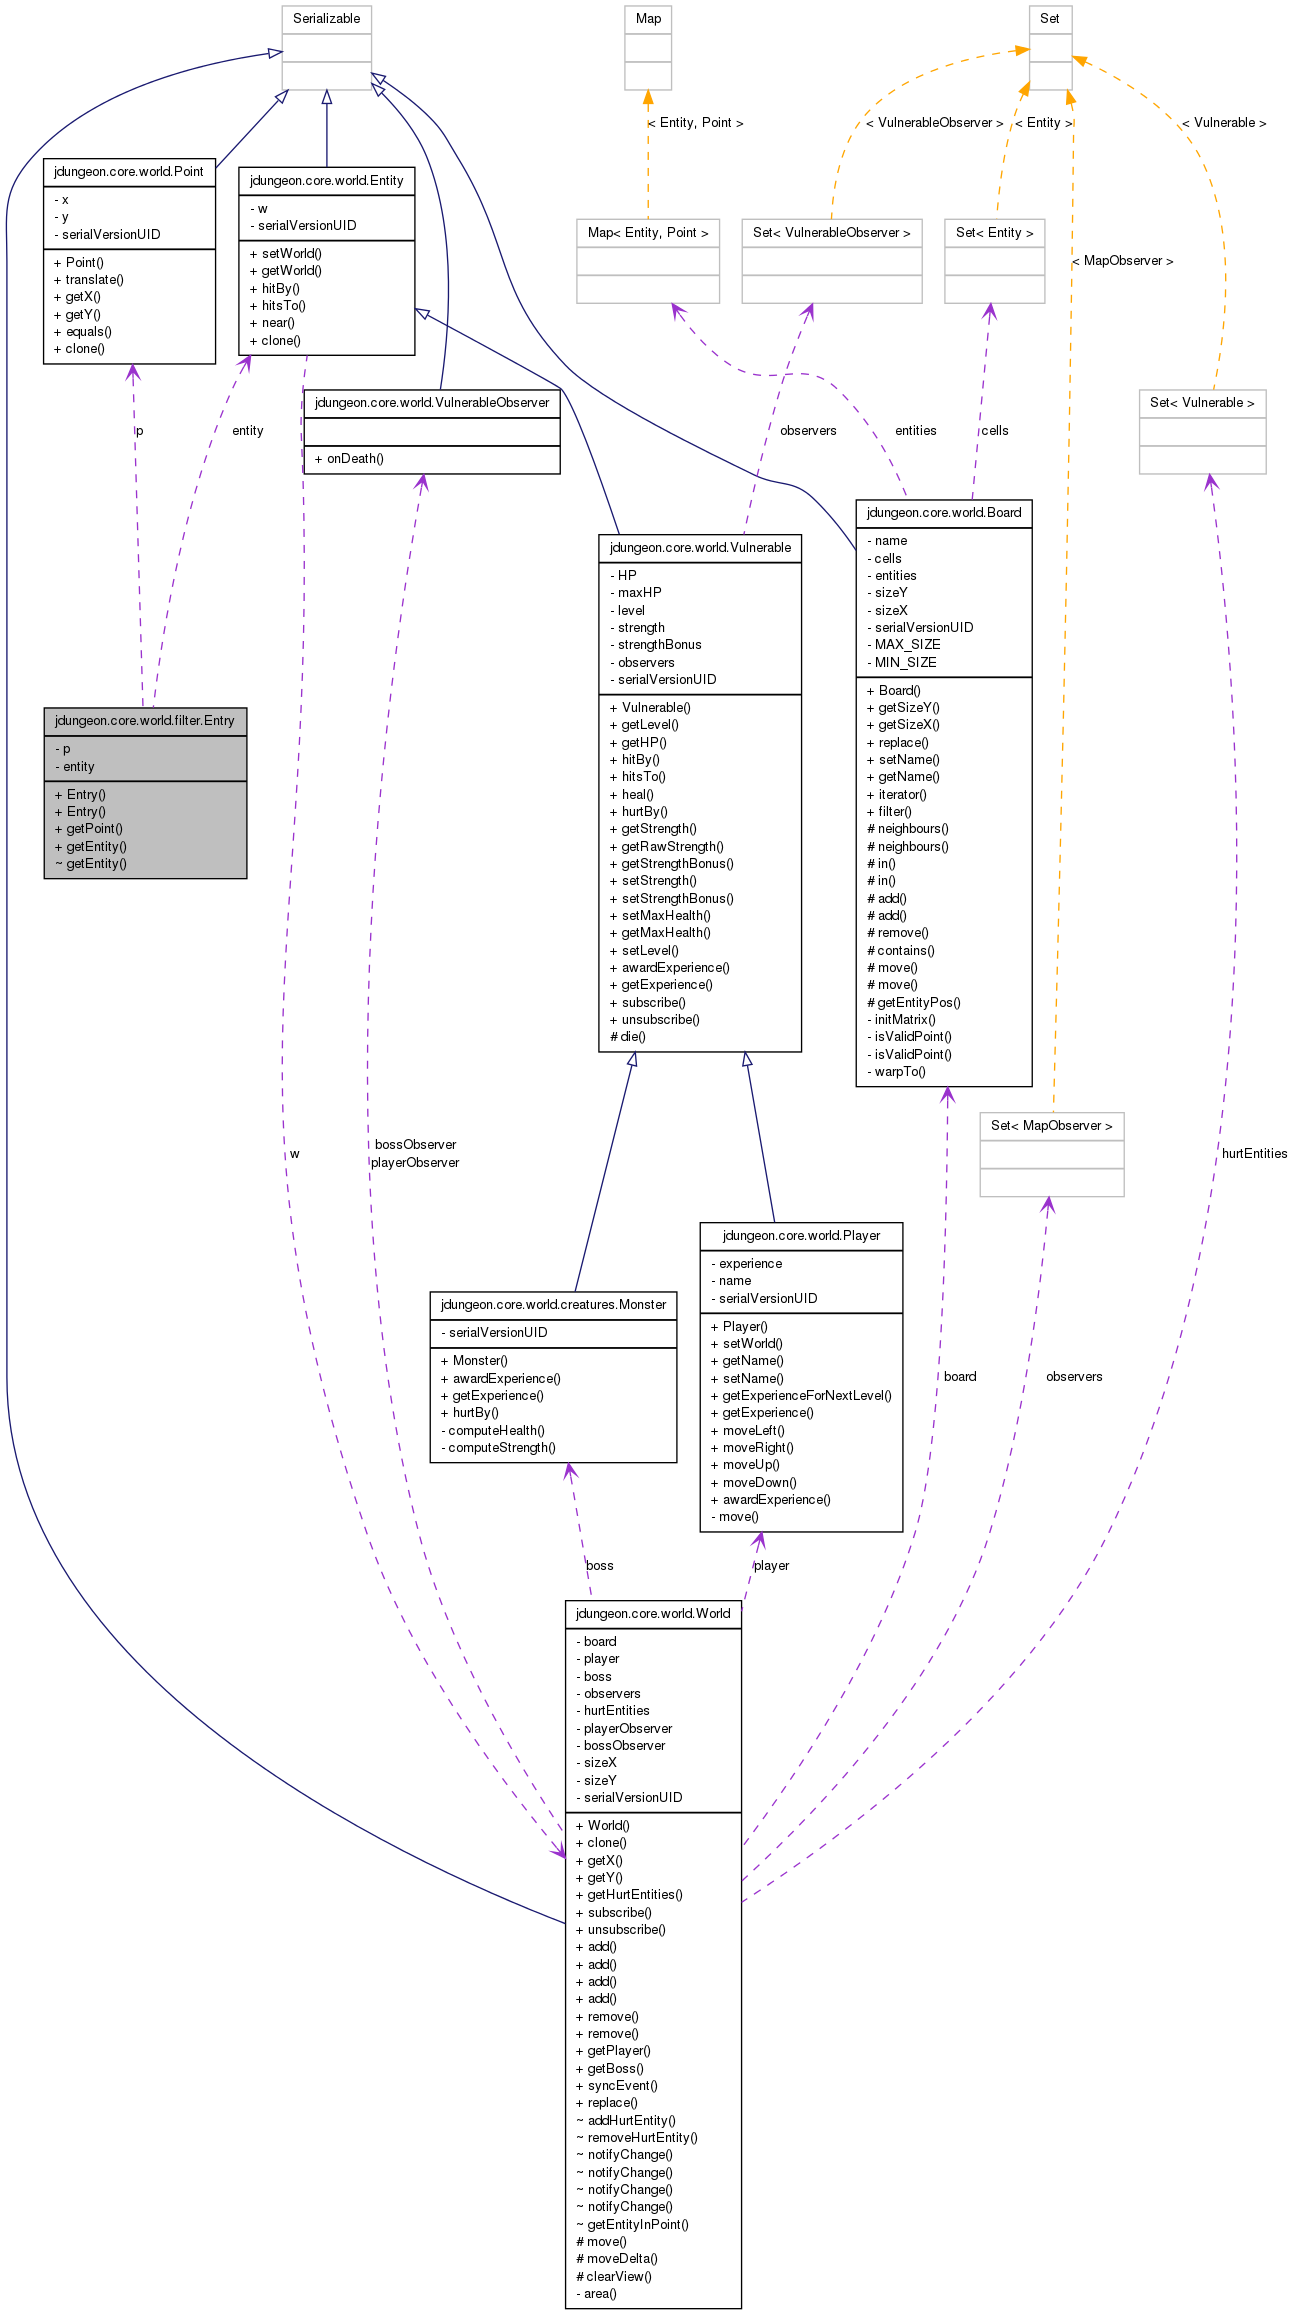 Serializable
Map
Set
< Entity, Point >
< VulnerableObserver >
< Entity >
< Vulnerable >
jdungeon.core.world.Point
- x
- y
- serialVersionUID
+ Point()
+ translate()
+ getX()
+ getY()
+ equals()
+ clone()
jdungeon.core.world.Entity
- w
- serialVersionUID
+ setWorld()
+ getWorld()
+ hitBy()
+ hitsTo()
+ near()
+ clone()
Map< Entity, Point >
Set< VulnerableObserver >
Set< Entity >
< MapObserver >
jdungeon.core.world.VulnerableObserver
+ onDeath()
Set< Vulnerable >
p
entity
observers
entities
cells
jdungeon.core.world.Vulnerable
- HP
- maxHP
- level
- strength
- strengthBonus
- observers
- serialVersionUID
+ Vulnerable()
+ getLevel()
+ getHP()
+ hitBy()
+ hitsTo()
+ heal()
+ hurtBy()
+ getStrength()
+ getRawStrength()
+ getStrengthBonus()
+ setStrength()
+ setStrengthBonus()
+ setMaxHealth()
+ getMaxHealth()
+ setLevel()
+ awardExperience()
+ getExperience()
+ subscribe()
+ unsubscribe()
# die()
jdungeon.core.world.Board
- name
- cells
- entities
- sizeY
- sizeX
- serialVersionUID
- MAX_SIZE
- MIN_SIZE
+ Board()
+ getSizeY()
+ getSizeX()
+ replace()
+ setName()
+ getName()
+ iterator()
+ filter()
# neighbours()
# neighbours()
# in()
# in()
# add()
# add()
# remove()
# contains()
# move()
# move()
# getEntityPos()
- initMatrix()
- isValidPoint()
- isValidPoint()
- warpTo()
jdungeon.core.world.filter.Entry
- p
- entity
+ Entry()
+ Entry()
+ getPoint()
+ getEntity()
~ getEntity()
Set< MapObserver >
w
bossObserver
playerObserver
hurtEntities
jdungeon.core.world.creatures.Monster
- serialVersionUID
+ Monster()
+ awardExperience()
+ getExperience()
+ hurtBy()
- computeHealth()
- computeStrength()
jdungeon.core.world.Player
- experience
- name
- serialVersionUID
+ Player()
+ setWorld()
+ getName()
+ setName()
+ getExperienceForNextLevel()
+ getExperience()
+ moveLeft()
+ moveRight()
+ moveUp()
+ moveDown()
+ awardExperience()
- move()
board
observers
boss
player
jdungeon.core.world.World
- board
- player
- boss
- observers
- hurtEntities
- playerObserver
- bossObserver
- sizeX
- sizeY
- serialVersionUID
+ World()
+ clone()
+ getX()
+ getY()
+ getHurtEntities()
+ subscribe()
+ unsubscribe()
+ add()
+ add()
+ add()
+ add()
+ remove()
+ remove()
+ getPlayer()
+ getBoss()
+ syncEvent()
+ replace()
~ addHurtEntity()
~ removeHurtEntity()
~ notifyChange()
~ notifyChange()
~ notifyChange()
~ notifyChange()
~ getEntityInPoint()
# move()
# moveDelta()
# clearView()
- area()